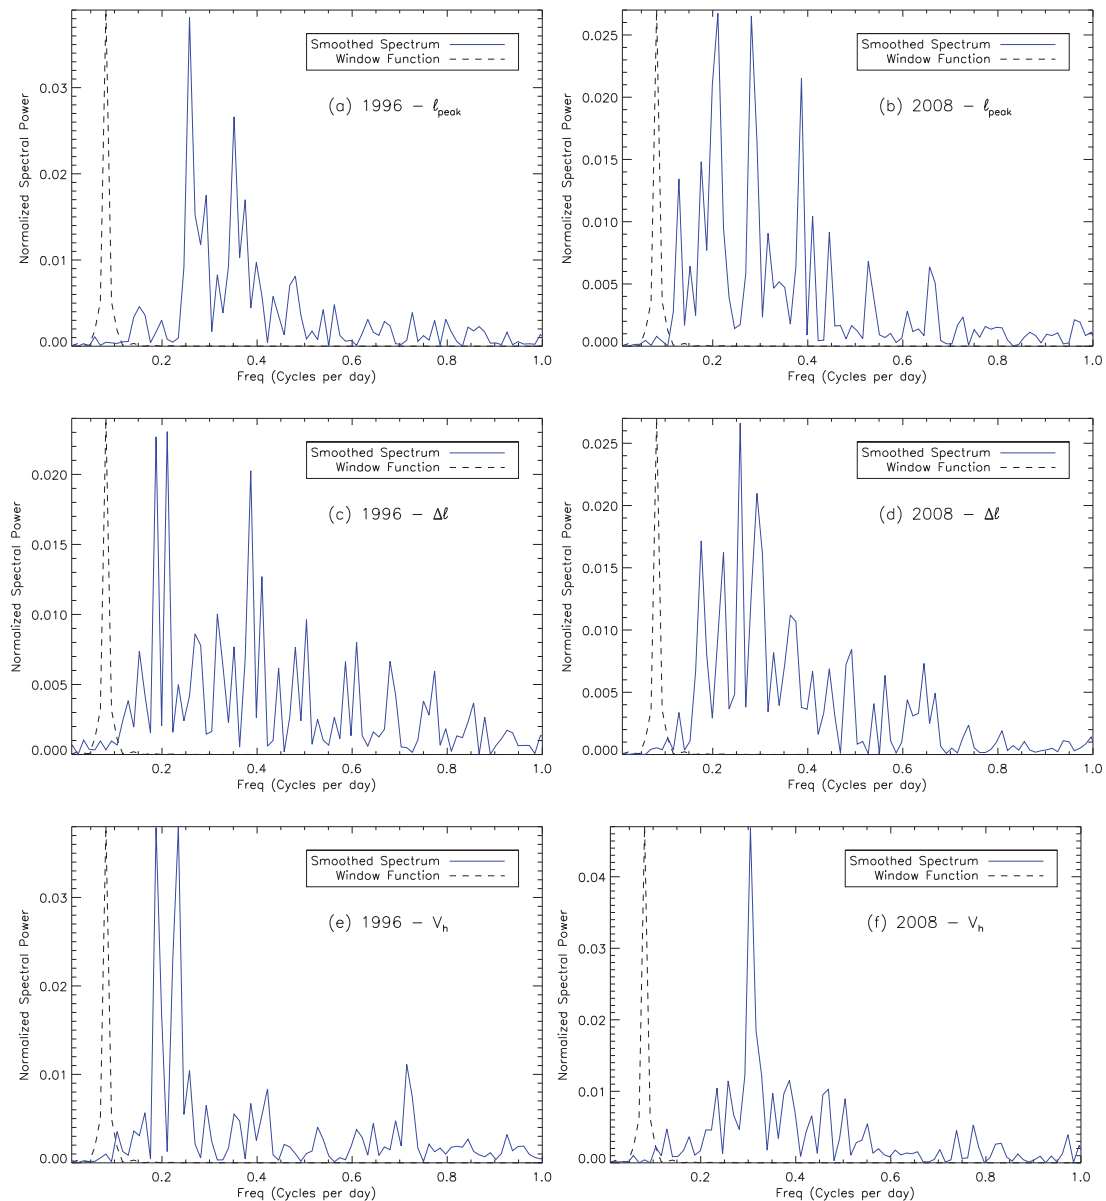 Smoothed Spectrum
Window Function
(a) 1996 – ℓpeak
Normalized Spectral Power
0.03
0.02
0.01
0.00
0.2 0.4 0.6 0.8 1.0
Freq (Cycles per day)
Smoothed Spectrum
Window Function
(b) 2008 – ℓpeak
Normalized Spectral Power
0.025
0.020
0.015
0.010
0.005
0.000
0.2 0.4 0.6 0.8 1.0
Freq (Cycles per day)
Smoothed Spectrum
Window Function
(c) 1996 – Δℓ
Normalized Spectral Power
0.020
0.015
0.010
0.005
0.000
0.2 0.4 0.6 0.8 1.0
Freq (Cycles per day)
Smoothed Spectrum
Window Function
(d) 2008 – Δℓ
Normalized Spectral Power
0.025
0.020
0.015
0.010
0.005
0.000
0.2 0.4 0.6 0.8 1.0
Freq (Cycles per day)
Smoothed Spectrum
Window Function
(e) 1996 – Vh
Normalized Spectral Power
0.03
0.02
0.01
0.00
0.2 0.4 0.6 0.8 1.0
Freq (Cycles per day)
Smoothed Spectrum
Window Function
(f) 2008 – Vh
Normalized Spectral Power
0.04
0.03
0.02
0.01
0.00
0.2 0.4 0.6 0.8 1.0
Freq (Cycles per day)